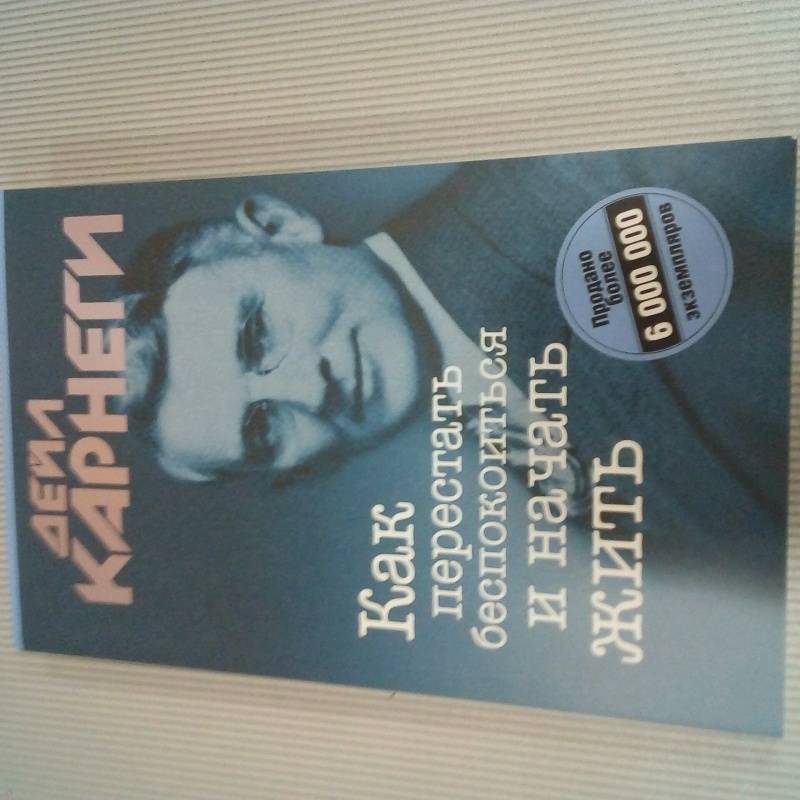 ДЕЙЛ
КАРНЕГИ
Как
перестать
беспокоиться
и начать
жить
Продано
более
6 000 000
экземпляров